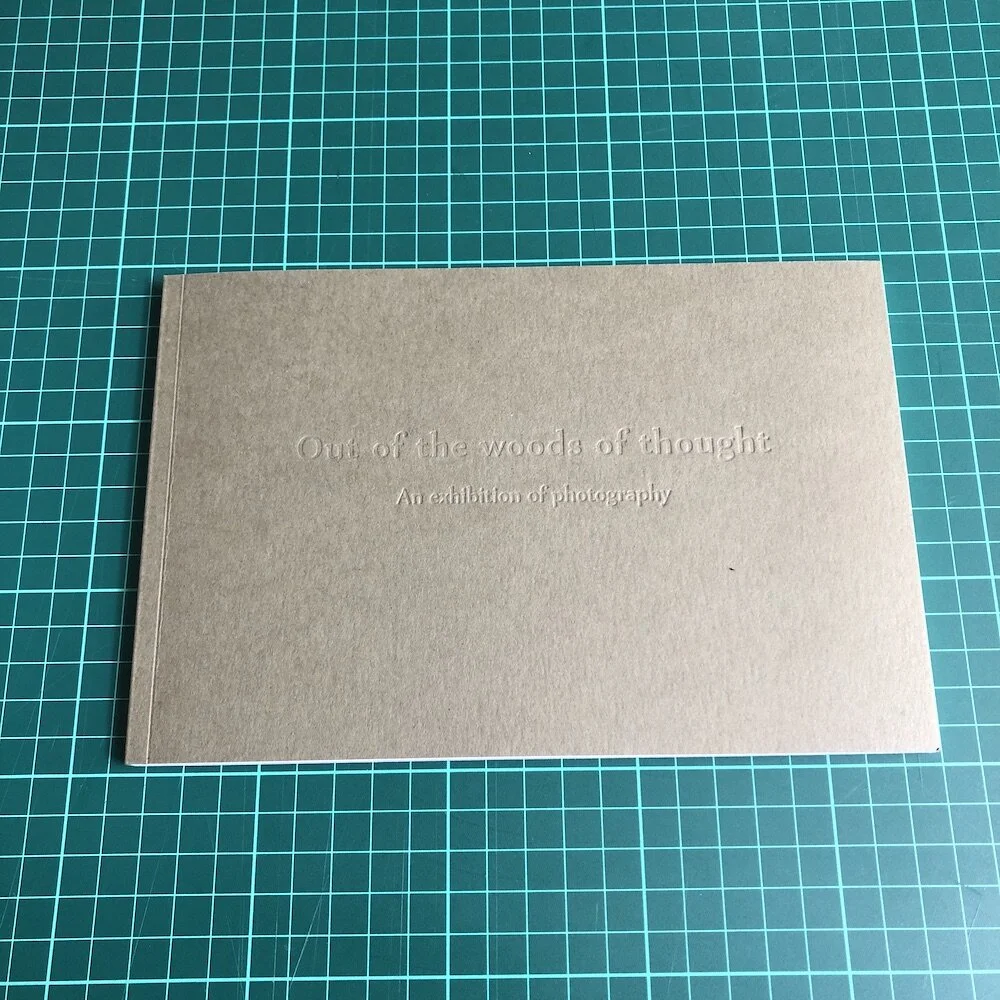 Out of the woods of thought
An exhibition of photography